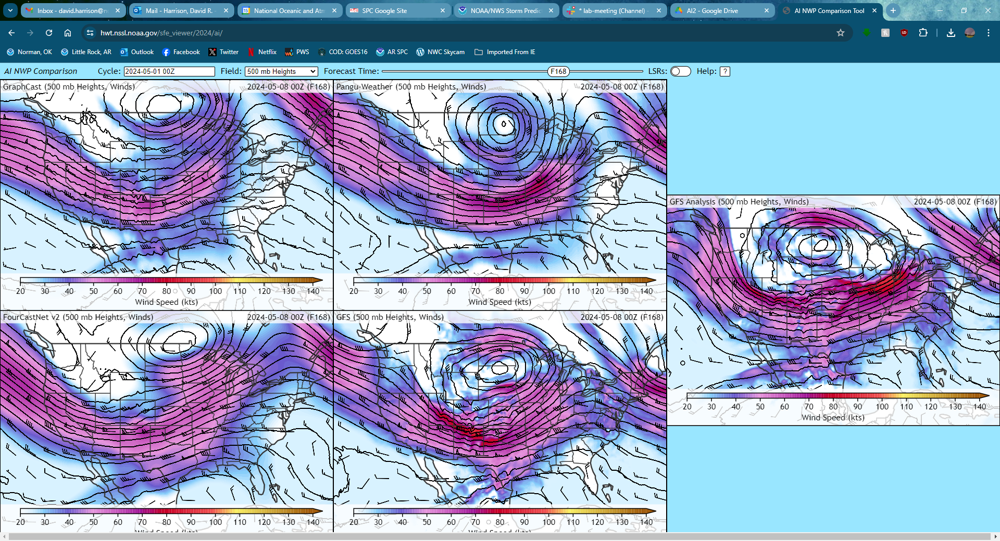 Inbox - david.harrison@n
Mail - Harrison, David R. -
National Oceanic and Atm
SPC Google Site
NOAA/NWS Storm Predic
* lab-meeting (Channel) -
AI2 - Google Drive
AI NWP Comparison Tool
hwt.nssl.noaa.gov/sfe_viewer/2024/ai/
Norman, OK
Little Rock, AR
Outlook
Facebook
Twitter
Netflix
PWS
COD: GOES16
AR SPC
NWC Skycam
Imported From IE
AI NWP Comparison
Cycle: 2024-05-01 00Z
Field: 500 mb Heights
Forecast Time: F168
LSRs:
Help: ?
GraphCast (500 mb Heights, Winds) 2024-05-08 00Z (F168)
20 30 40 50 60 70 80 90 100 110 120 130 140
Wind Speed (kts)
Pangu-Weather (500 mb Heights, Winds) 2024-05-08 00Z (F168)
20 30 40 50 60 70 80 90 100 110 120 130 140
Wind Speed (kts)
GFS Analysis (500 mb Heights, Winds) 2024-05-08 00Z (F168)
20 30 40 50 60 70 80 90 100 110 120 130 140
Wind Speed (kts)
FourCastNet v2 (500 mb Heights, Winds) 2024-05-08 00Z (F168)
20 30 40 50 60 70 80 90 100 110 120 130 140
Wind Speed (kts)
GFS (500 mb Heights, Winds) 2024-05-08 00Z (F168)
20 30 40 50 60 70 80 90 100 110 120 130 140
Wind Speed (kts)